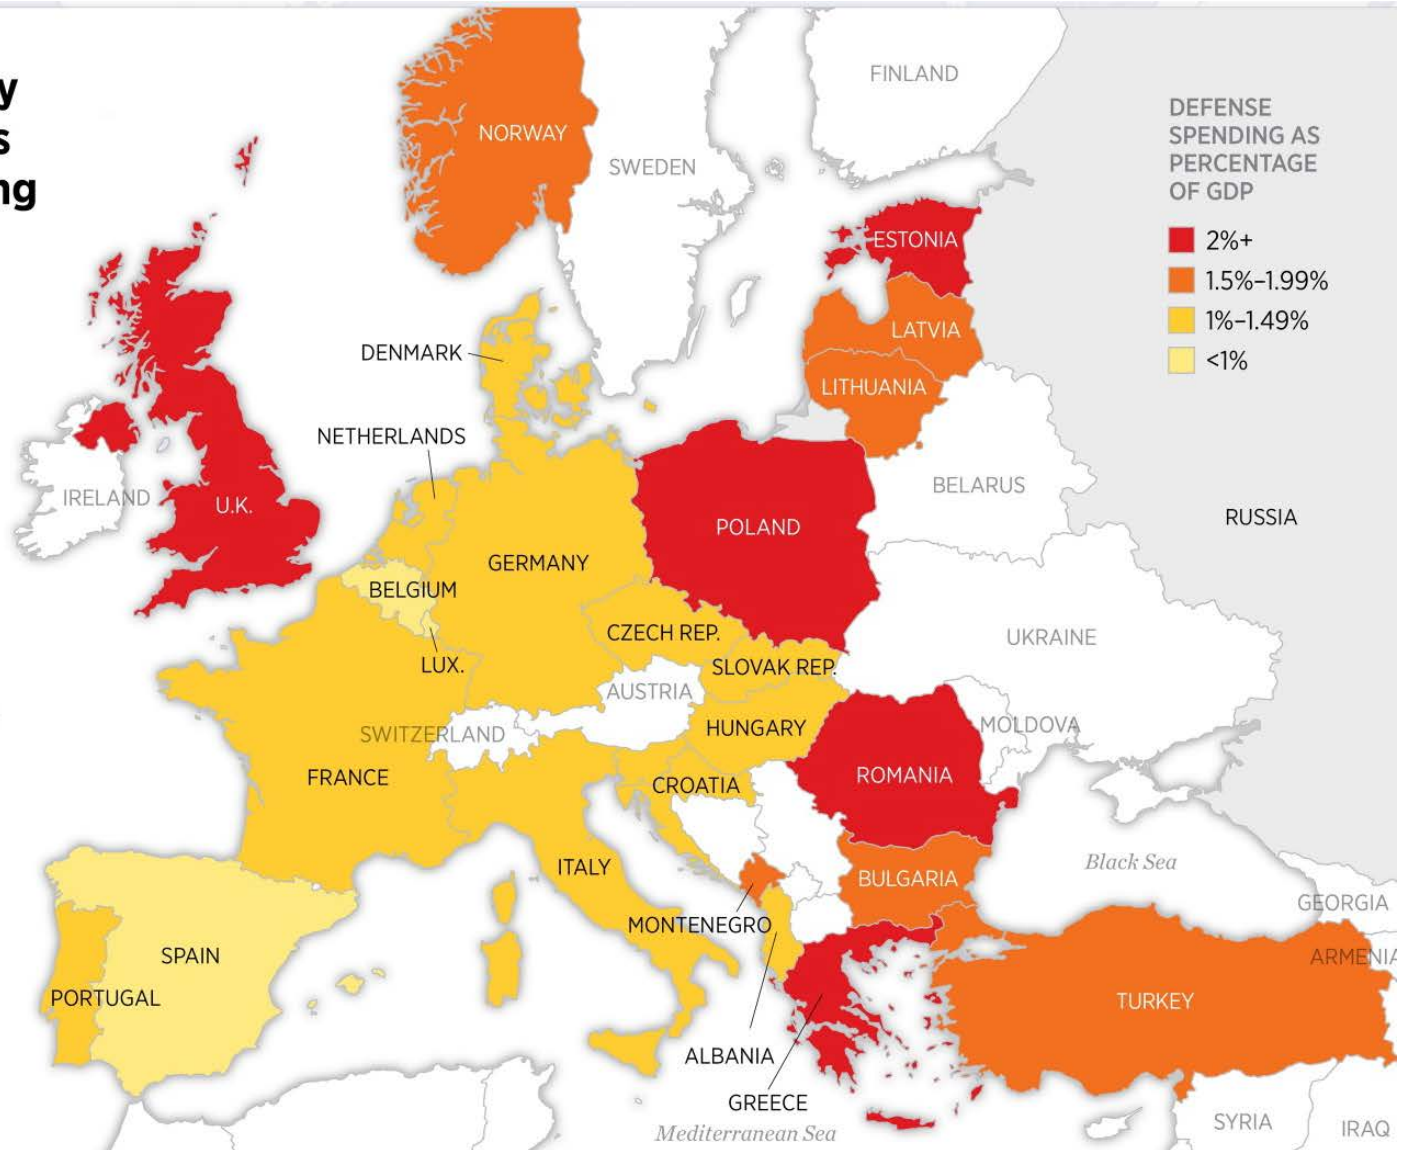 y
s
ng
FINLAND
DEFENSE
SPENDING AS
PERCENTAGE
OF GDP
2%+
1.5%–1.99%
1%–1.49%
<1%
NORWAY
SWEDEN
ESTONIA
LATVIA
LITHUANIA
DENMARK
NETHERLANDS
IRELAND
U.K.
BELARUS
RUSSIA
POLAND
GERMANY
BELGIUM
CZECH REP.
UKRAINE
LUX.
SLOVAK REP.
AUSTRIA
SWITZERLAND
HUNGARY
MOLDOVA
FRANCE
CROATIA
ROMANIA
ITALY
BULGARIA
Black Sea
GEORGIA
MONTENEGRO
SPAIN
ARMENIA
PORTUGAL
TURKEY
ALBANIA
GREECE
Mediterranean Sea
SYRIA
IRAQ